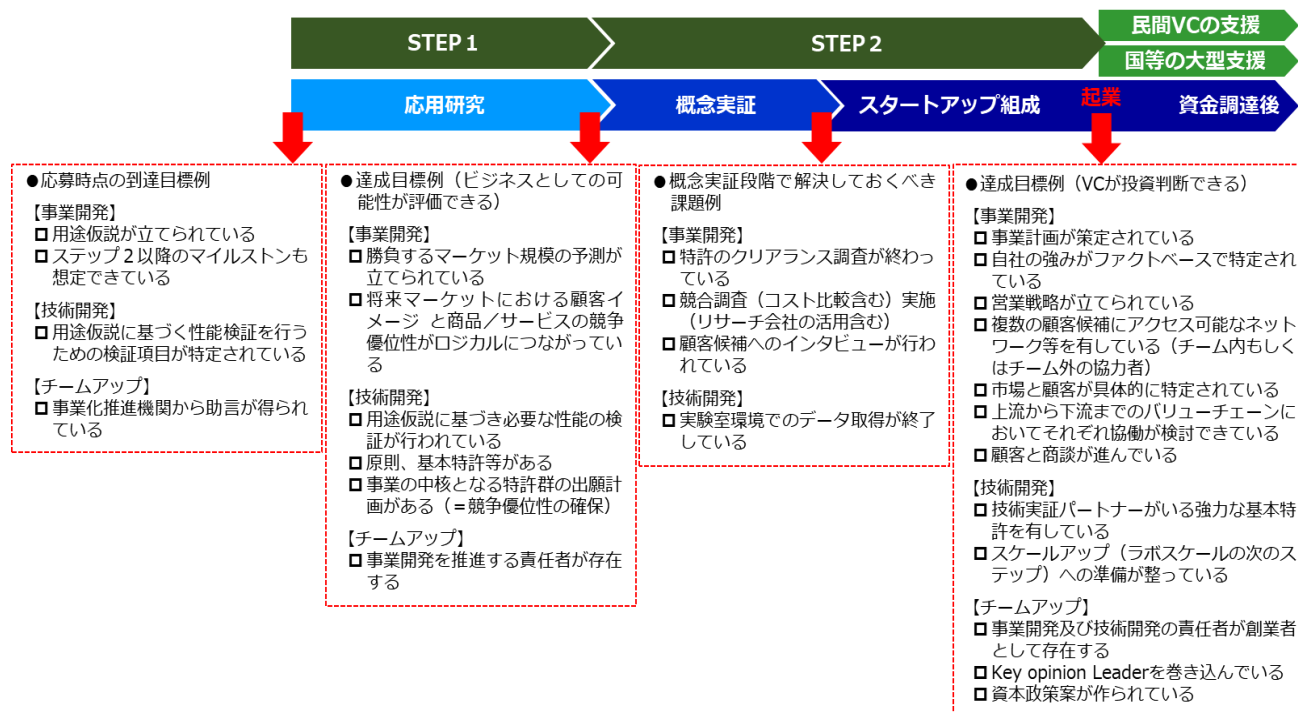 STEP１
STEP２
民間VCの支援
国等の大型支援
応用研究
概念実証
スタートアップ組成
起業
資金調達後
●応募時点の到達目標例
【事業開発】
用途仮説が立てられている
ステップ２以降のマイルストンも
想定できている
【技術開発】
用途仮説に基づく性能検証を行う
ための検証項目が特定されている
【チームアップ】
事業化推進機関から助言が得られ
ている
●達成目標例（ビジネスとしての可
能性が評価できる）
【事業開発】
勝負するマーケット規模の予測が
立てられている
将来マーケットにおける顧客イ
メージ と商品／サービスの競争
優位性がロジカルにつながってい
る
【技術開発】
用途仮説に基づき必要な性能の検
証が行われている
原則、基本特許等がある
事業の中核となる特許群の出願計
画がある（＝競争優位性の確保）
【チームアップ】
事業開発を推進する責任者が存在
する
●概念実証段階で解決しておくべき
課題例
【事業開発】
特許のクリアランス調査が終わっ
ている
競合調査（コスト比較含む）実施
（リサーチ会社の活用含む）
顧客候補へのインタビューが行わ
れている
【技術開発】
実験室環境でのデータ取得が終了
している
●達成目標例（VCが投資判断できる）
【事業開発】
事業計画が策定されている
自社の強みがファクトベースで特定され
ている
営業戦略が立てられている
複数の顧客候補にアクセス可能なネット
ワーク等を有している（チーム内もしく
はチーム外の協力者）
市場と顧客が具体的に特定されている
上流から下流までのバリューチェーンに
おいてそれぞれ協働が検討できている
顧客と商談が進んでいる
【技術開発】
技術実証パートナーがいる強力な基本特
許を有している
スケールアップ（ラボスケールの次のス
テップ）への準備が整っている
【チームアップ】
事業開発及び技術開発の責任者が創業者
として存在する
Key opinion Leaderを巻き込んでいる
資本政策案が作られている